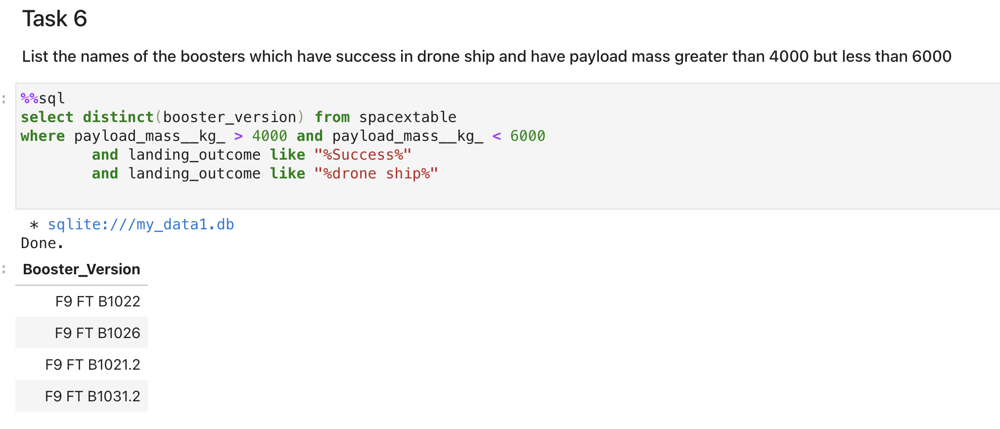 Task 6
List the names of the boosters which have success in drone ship and have payload mass greater than 4000 but less than 6000
:
%%sql
select distinct(booster_version) from spacextable
where payload_mass__kg_ > 4000 and payload_mass__kg_ < 6000
        and landing_outcome like "%Success%"
        and landing_outcome like "%drone ship%"
 * sqlite:///my_data1.db
Done.
:
Booster_Version
F9 FT B1022
F9 FT B1026
F9 FT B1021.2
F9 FT B1031.2